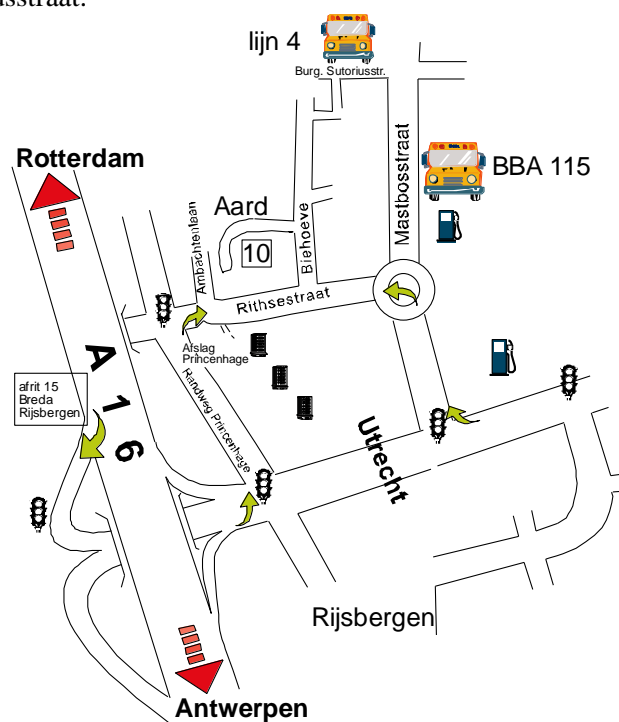 usstraat.
lijn 4
Burg. Sutoriusstr.
Rotterdam
Mastbosstraat
BBA 115
Aard
10
Ambachtenlaan
Biehoeve
Rithsestraat
Afslag
Princenhage
Randweg Princenhage
afrit 15
Breda
Rijsbergen
A 16
Utrecht
Rijsbergen
Antwerpen